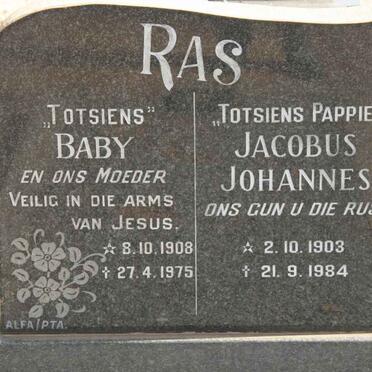 RAS
„TOTSIENS”
BABY
EN ONS MOEDER
VEILIG IN DIE ARMS
VAN JESUS.
☆ 8.10.1908
† 27.4.1975
ALFA/PTA.
„TOTSIENS PAPPIE
JACOBUS
JOHANNES
ONS GUN U DIE RUS
☆ 2.10.1903
† 21.9.1984